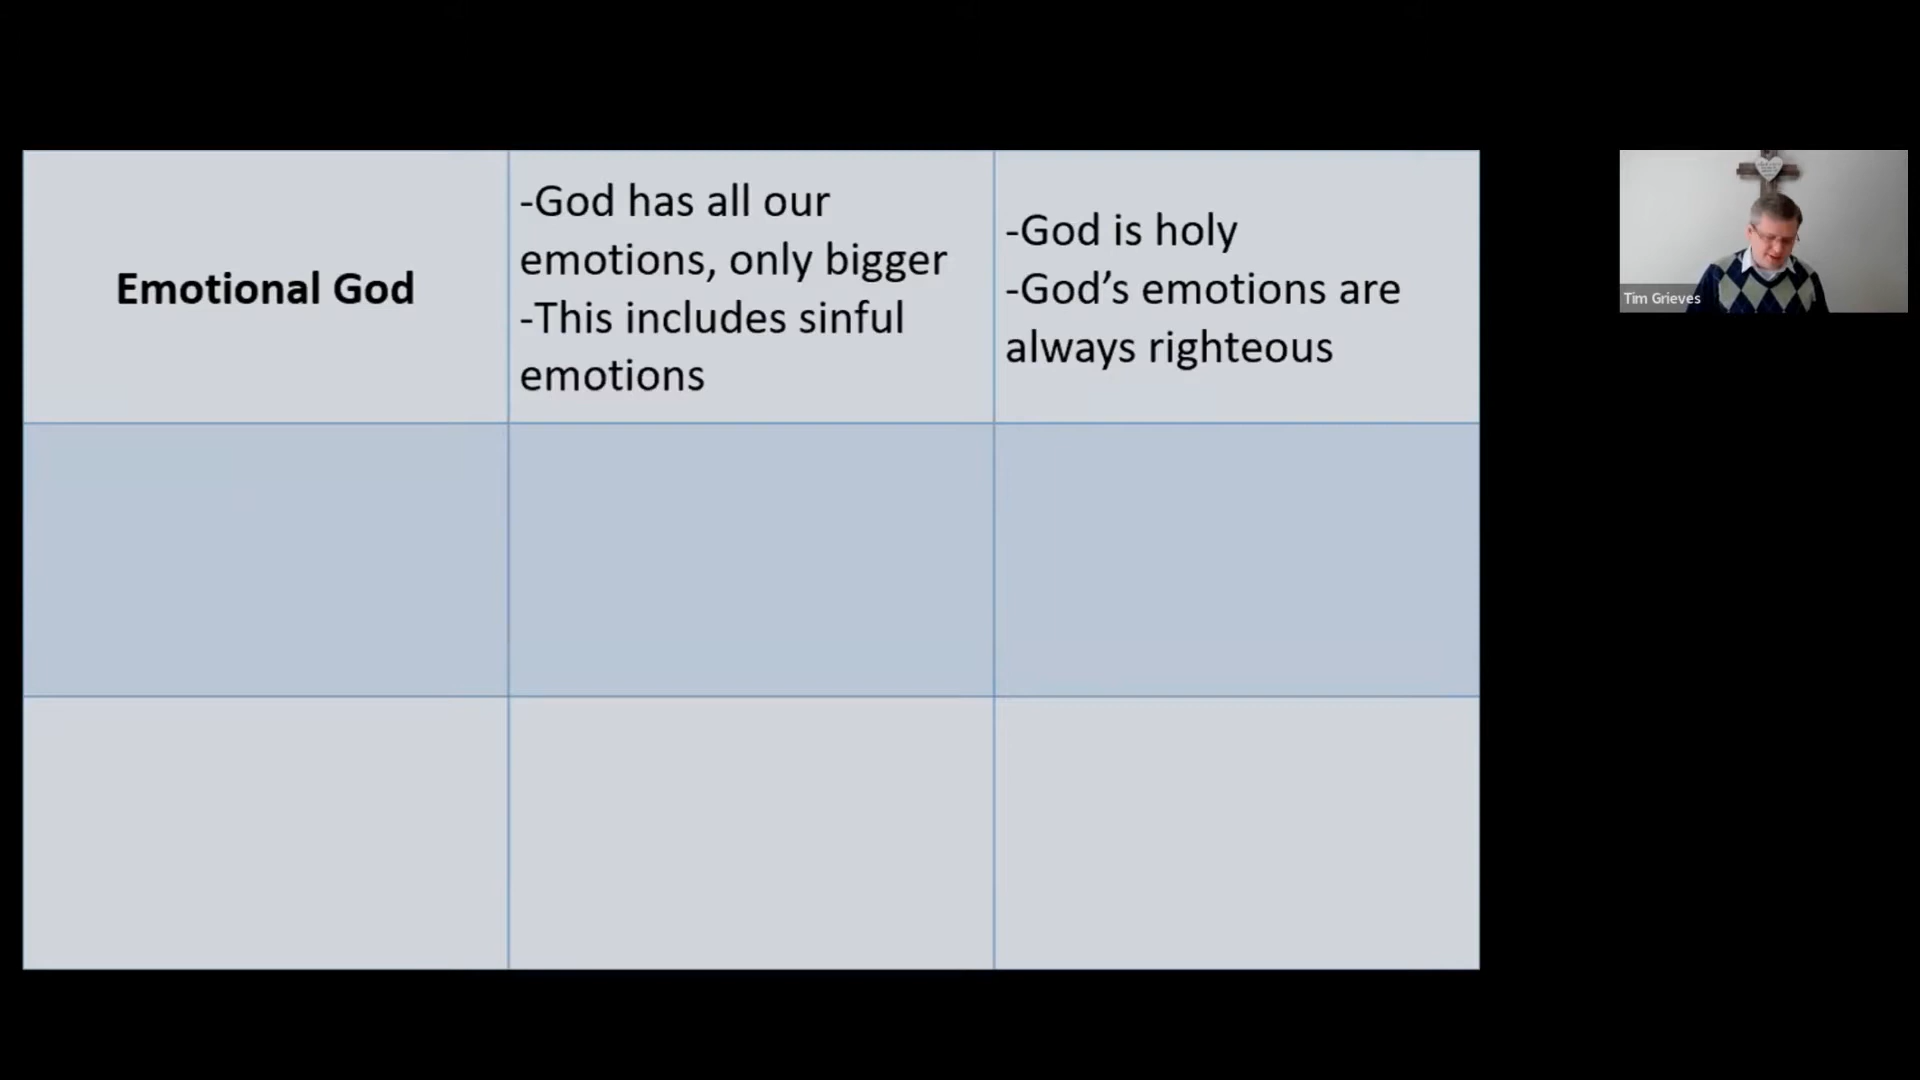 Emotional God
-God has all our
emotions, only bigger
-This includes sinful
emotions
-God is holy
-God’s emotions are
always righteous
Tim Grieves